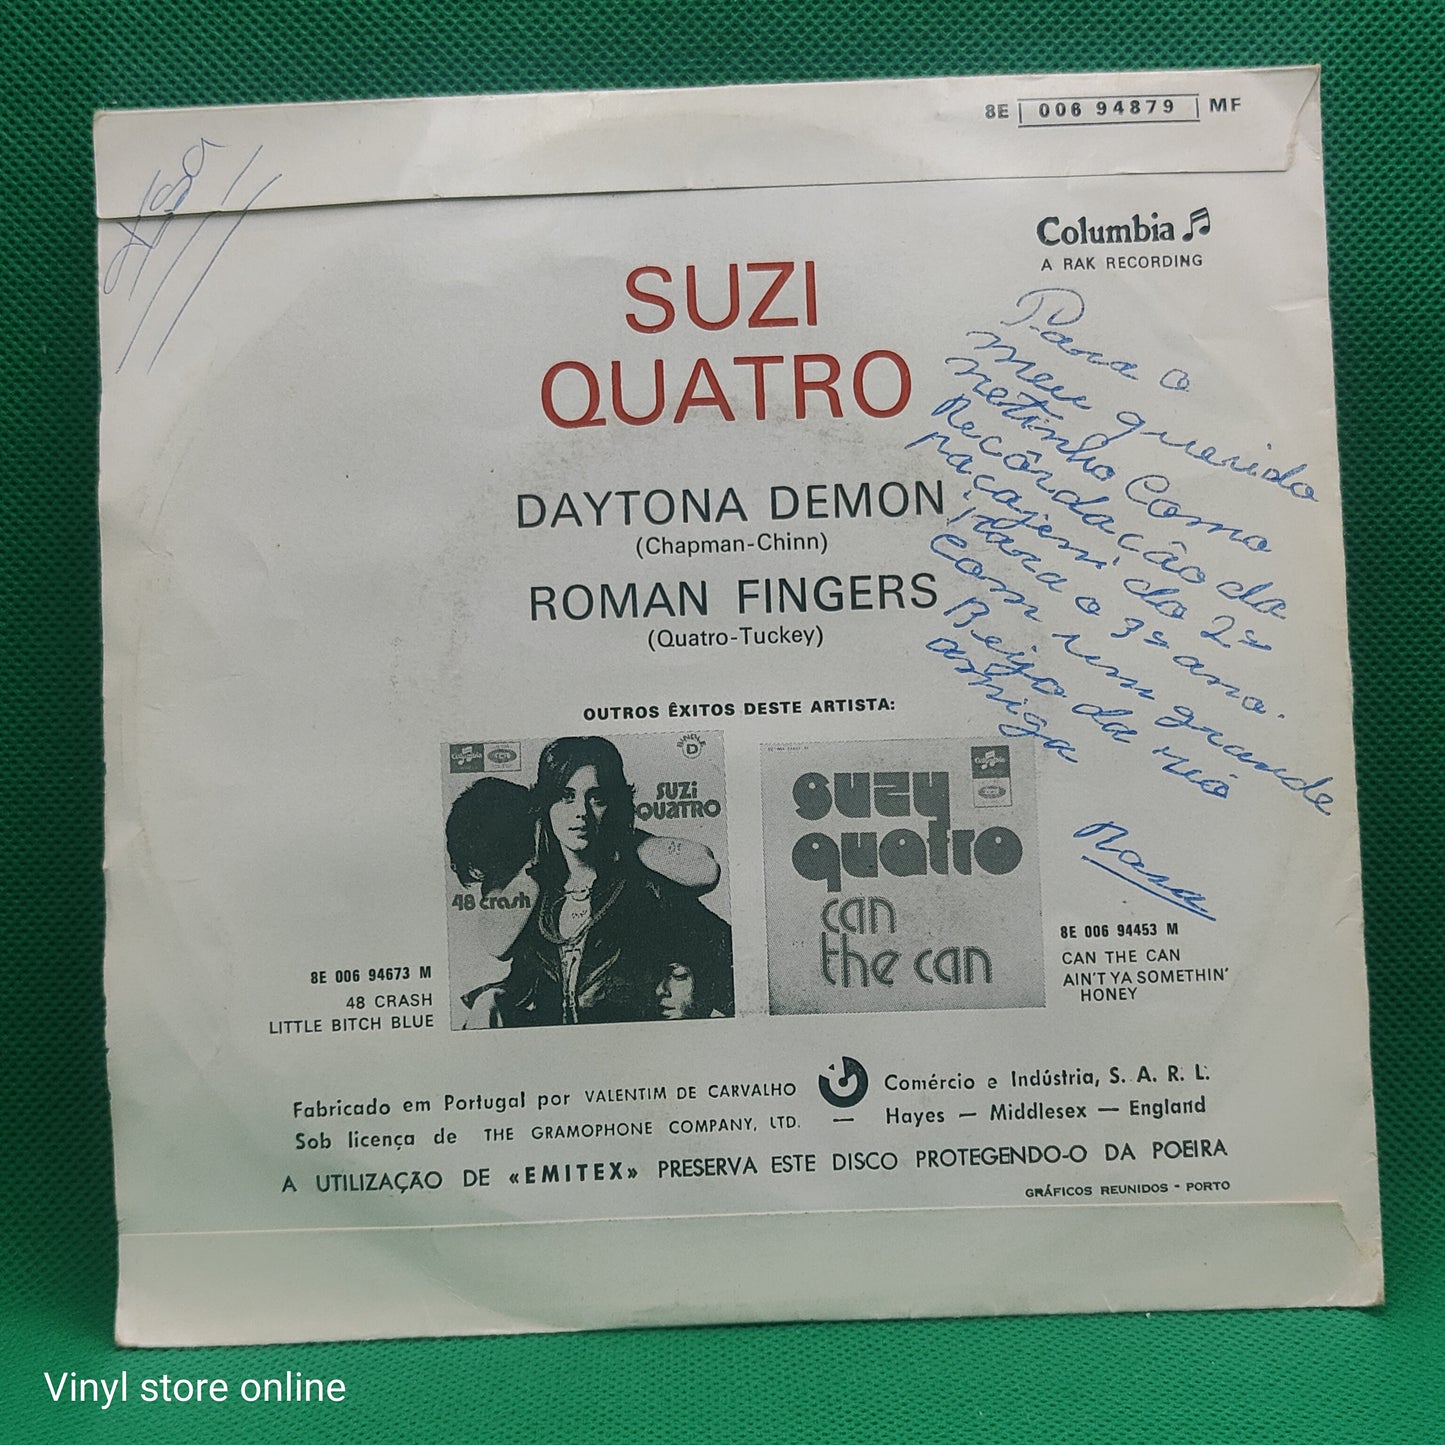 8E 006 94879 MF
José
Columbia
A RAK RECORDING
SUZI
QUATRO
Para o
meu querido
netinho Como
Recôrdação da
paçajem do 2º
para o 3º ano.
com um grande
Beijo da
amiga
DAYTONA DEMON
(Chapman-Chinn)
ROMAN FINGERS
(Quatro-Tuckey)
OUTROS ÊXITOS DESTE ARTISTA:
Columbia
SINGLE
D
SUZI
QUATRO
48 crash
suzy
quatro
can
the can
8E 006 94673 M
48 CRASH
LITTLE BITCH BLUE
8E 006 94453 M
CAN THE CAN
AIN'T YA SOMETHIN'
HONEY
Fabricado em Portugal por VALENTIM DE CARVALHO Comércio e Indústria, S. A. R. L.
Sob licença de THE GRAMOPHONE COMPANY, LTD. — Hayes — Middlesex — England
A UTILIZAÇÃO DE «EMITEX» PRESERVA ESTE DISCO PROTEGENDO-O DA POEIRA
GRÁFICOS REUNIDOS - PORTO
Vinyl store online